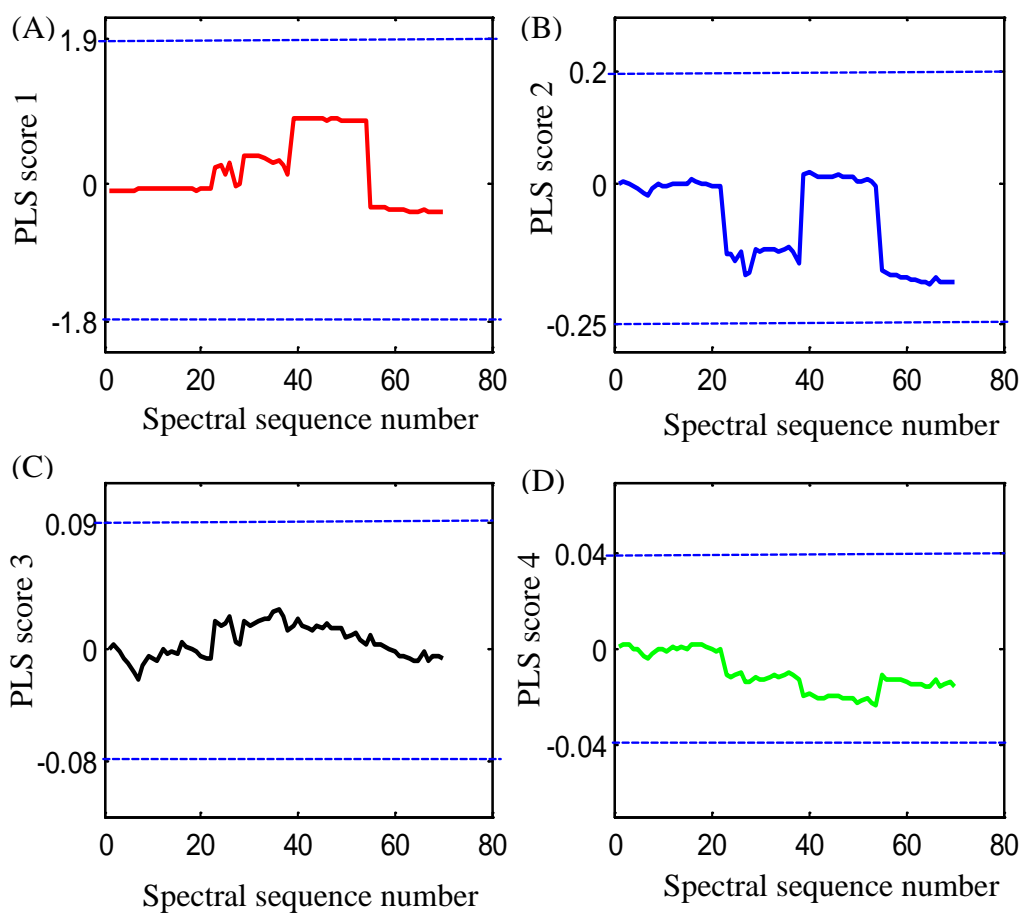 (A)
1.9
0
-1.8
PLS score 1
0 20 40 60 80
Spectral sequence number
(B)
0.2
0
-0.25
PLS score 2
0 20 40 60 80
Spectral sequence number
(C)
0.09
0
-0.08
PLS score 3
0 20 40 60 80
Spectral sequence number
(D)
0.04
0
-0.04
PLS score 4
0 20 40 60 80
Spectral sequence number